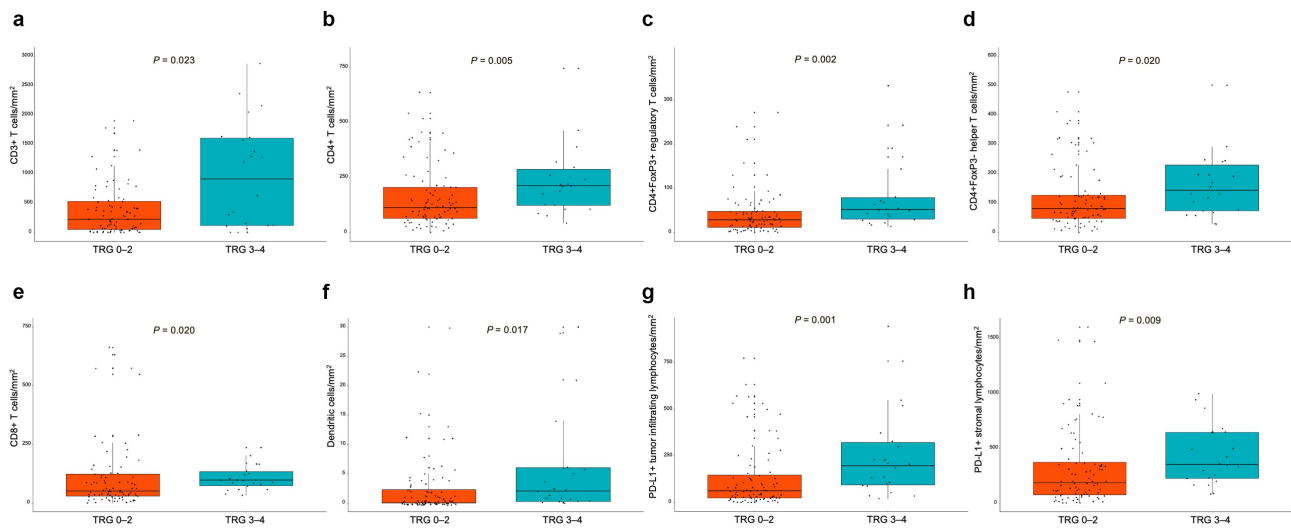 a
P = 0.023
CD3+ T cells/mm²
3000
2500
2000
1500
1000
500
0
TRG 0–2
TRG 3–4
b
P = 0.005
CD4+ T cells/mm²
750
500
250
0
TRG 0–2
TRG 3–4
c
P = 0.002
CD4+FoxP3+ regulatory T cells/mm²
300
200
100
0
TRG 0–2
TRG 3–4
d
P = 0.020
CD4+FoxP3- helper T cells/mm²
600
500
400
300
200
100
0
TRG 0–2
TRG 3–4
e
P = 0.020
CD8+ T cells/mm²
750
500
250
0
TRG 0–2
TRG 3–4
f
P = 0.017
Dendritic cells/mm²
30
25
20
15
10
5
0
TRG 0–2
TRG 3–4
g
P = 0.001
PD-L1+ tumor infiltrating lymphocytes/mm²
750
500
250
0
TRG 0–2
TRG 3–4
h
P = 0.009
PD-L1+ stromal lymphocytes/mm²
1500
1000
500
0
TRG 0–2
TRG 3–4